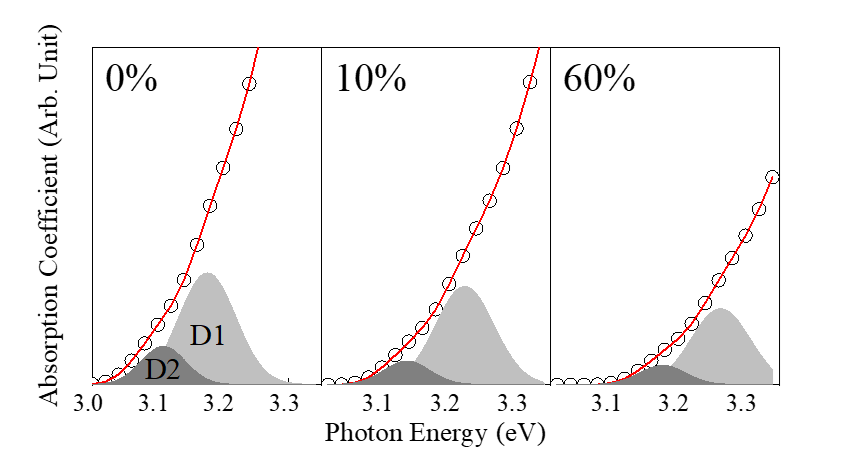 Absorption Coefficient (Arb. Unit)
0%
10%
60%
D1
D2
3.0 3.1 3.2 3.3 3.1 3.2 3.3 3.1 3.2 3.3
Photon Energy (eV)